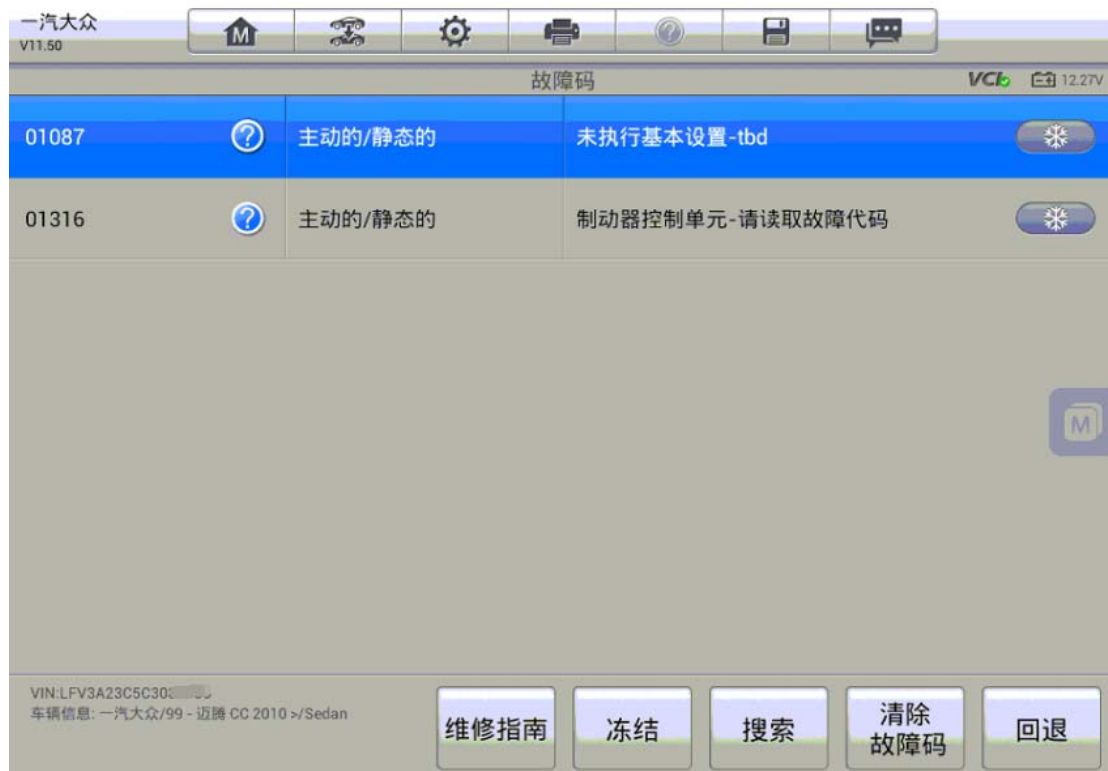 一汽大众
V11.50
M
故障码
VCI 12.27V
01087 主动的/静态的 未执行基本设置-tbd
01316 主动的/静态的 制动器控制单元-请读取故障代码
M
VIN:LFV3A23C5C30
车辆信息: 一汽大众/99 - 迈腾 CC 2010 >/Sedan
维修指南
冻结
搜索
清除
故障码
回退